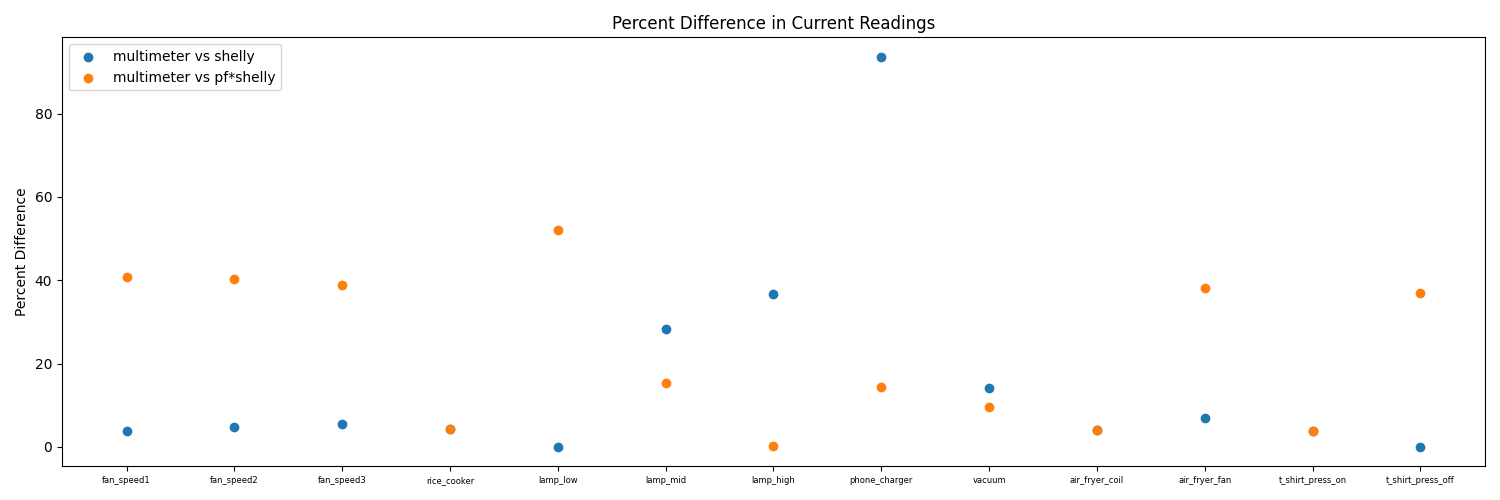 Percent Difference in Current Readings
multimeter vs shelly
multimeter vs pf*shelly
Percent Difference
80
60
40
20
0
fan_speed1 fan_speed2 fan_speed3 rice_cooker lamp_low lamp_mid lamp_high phone_charger vacuum air_fryer_coil air_fryer_fan t_shirt_press_on t_shirt_press_off